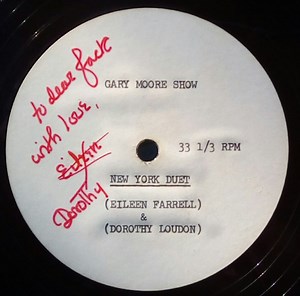 to dear Jack
with love,
Eileen
Dorothy
GARY MOORE SHOW
33 1/3 RPM
NEW YORK DUET
(EILEEN FARRELL)
&
(DOROTHY LOUDON)